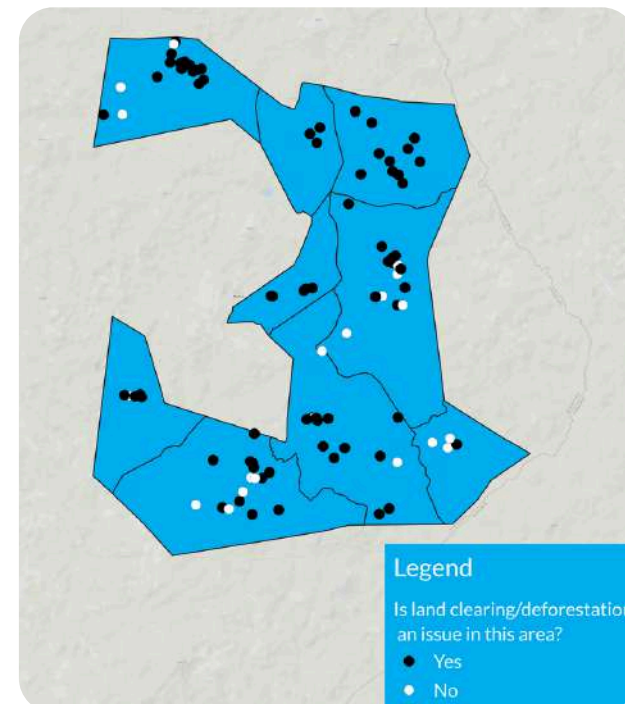 Legend
Is land clearing/deforestation
an issue in this area?
Yes
No